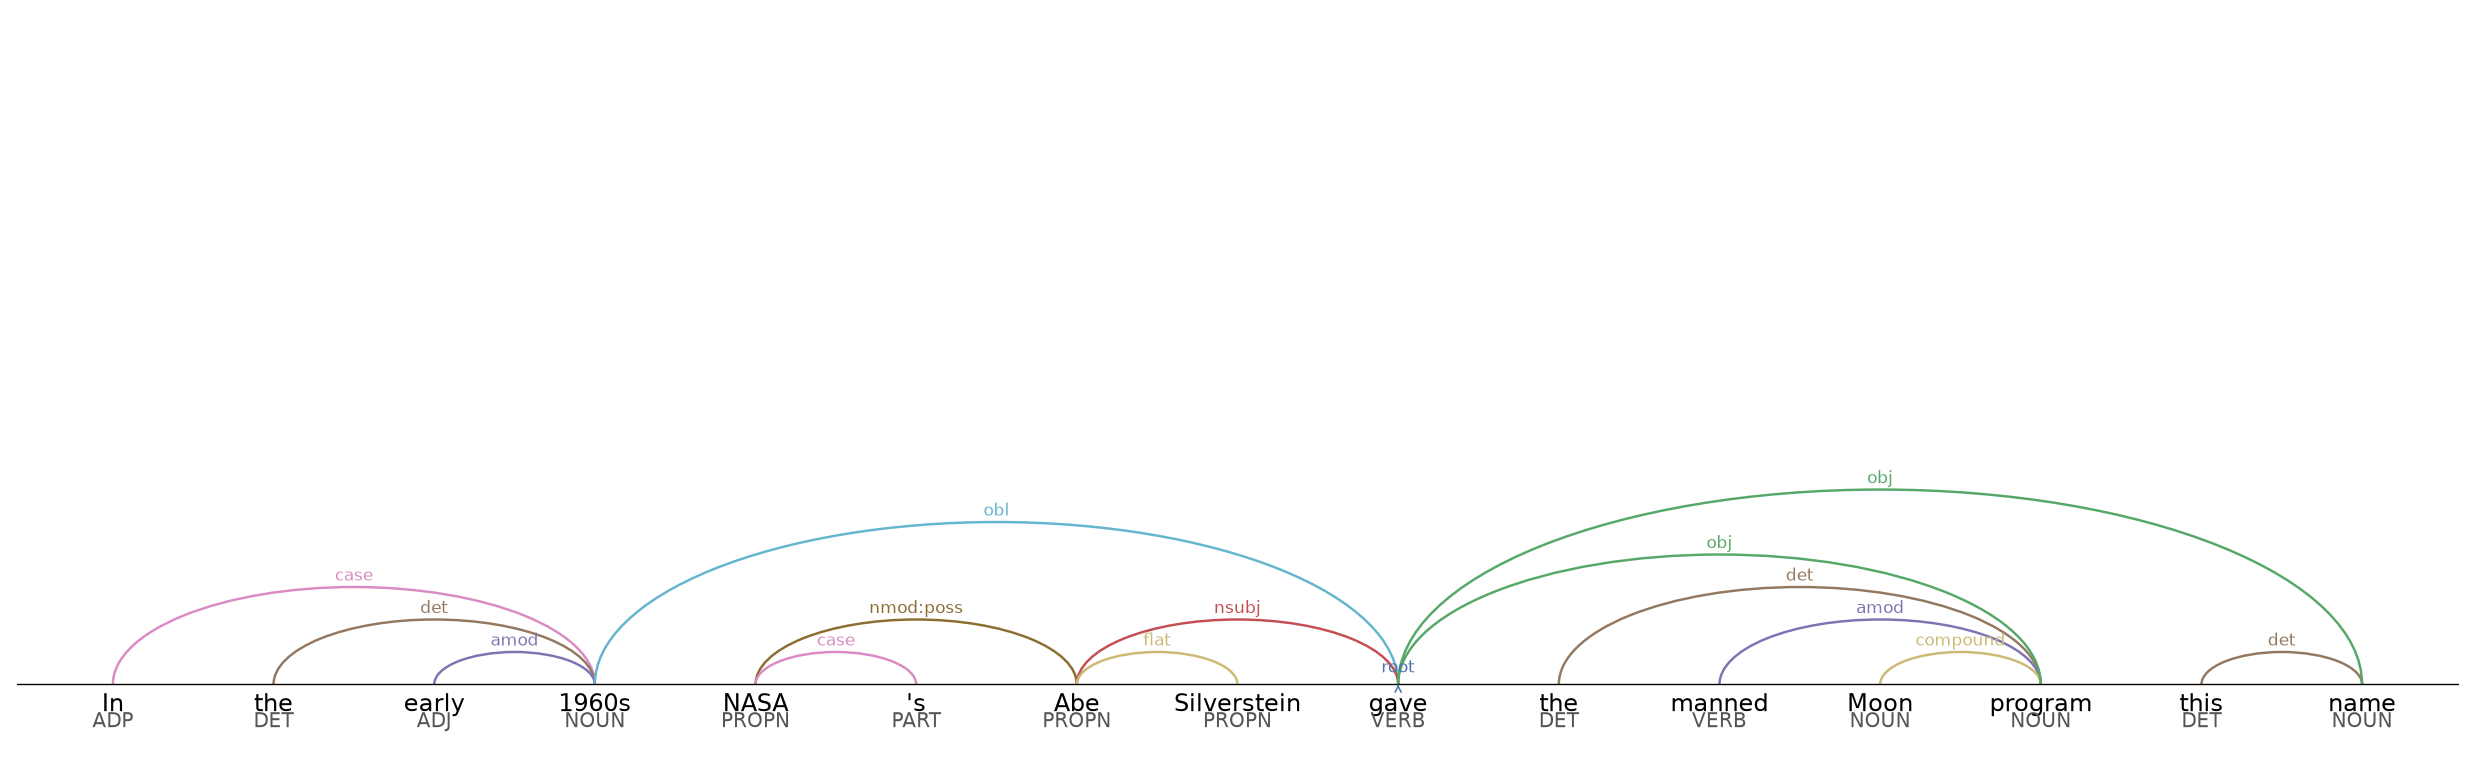 obj
obl
obj
case det
det nmod:poss nsubj amod
amod case flat compound det
root
In the early 1960s NASA 's Abe Silverstein gave the manned Moon program this name
ADP DET ADJ NOUN PROPN PART PROPN PROPN VERB DET VERB NOUN NOUN DET NOUN